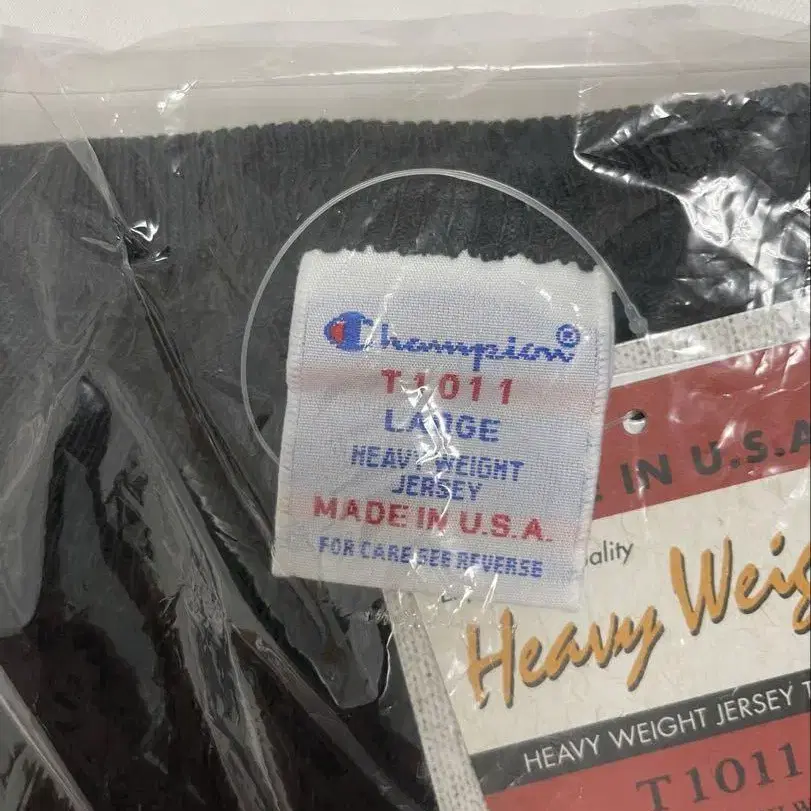 Champion®
T1011
LARGE
HEAVY WEIGHT
JERSEY
MADE IN U.S.A.
FOR CARE SEE REVERSE
E IN U.S.A
ality
Heavy Weig
HEAVY WEIGHT JERSEY T
T1011